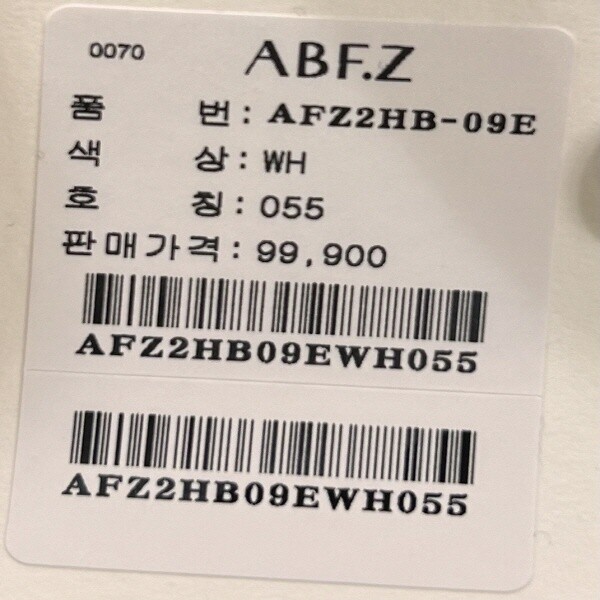 0070 ABF.Z
품 번 : AFZ2HB-09E
색 상 : WH
호 칭 : 055
판매가격 : 99,900
AFZ2HB09EWH055
AFZ2HB09EWH055